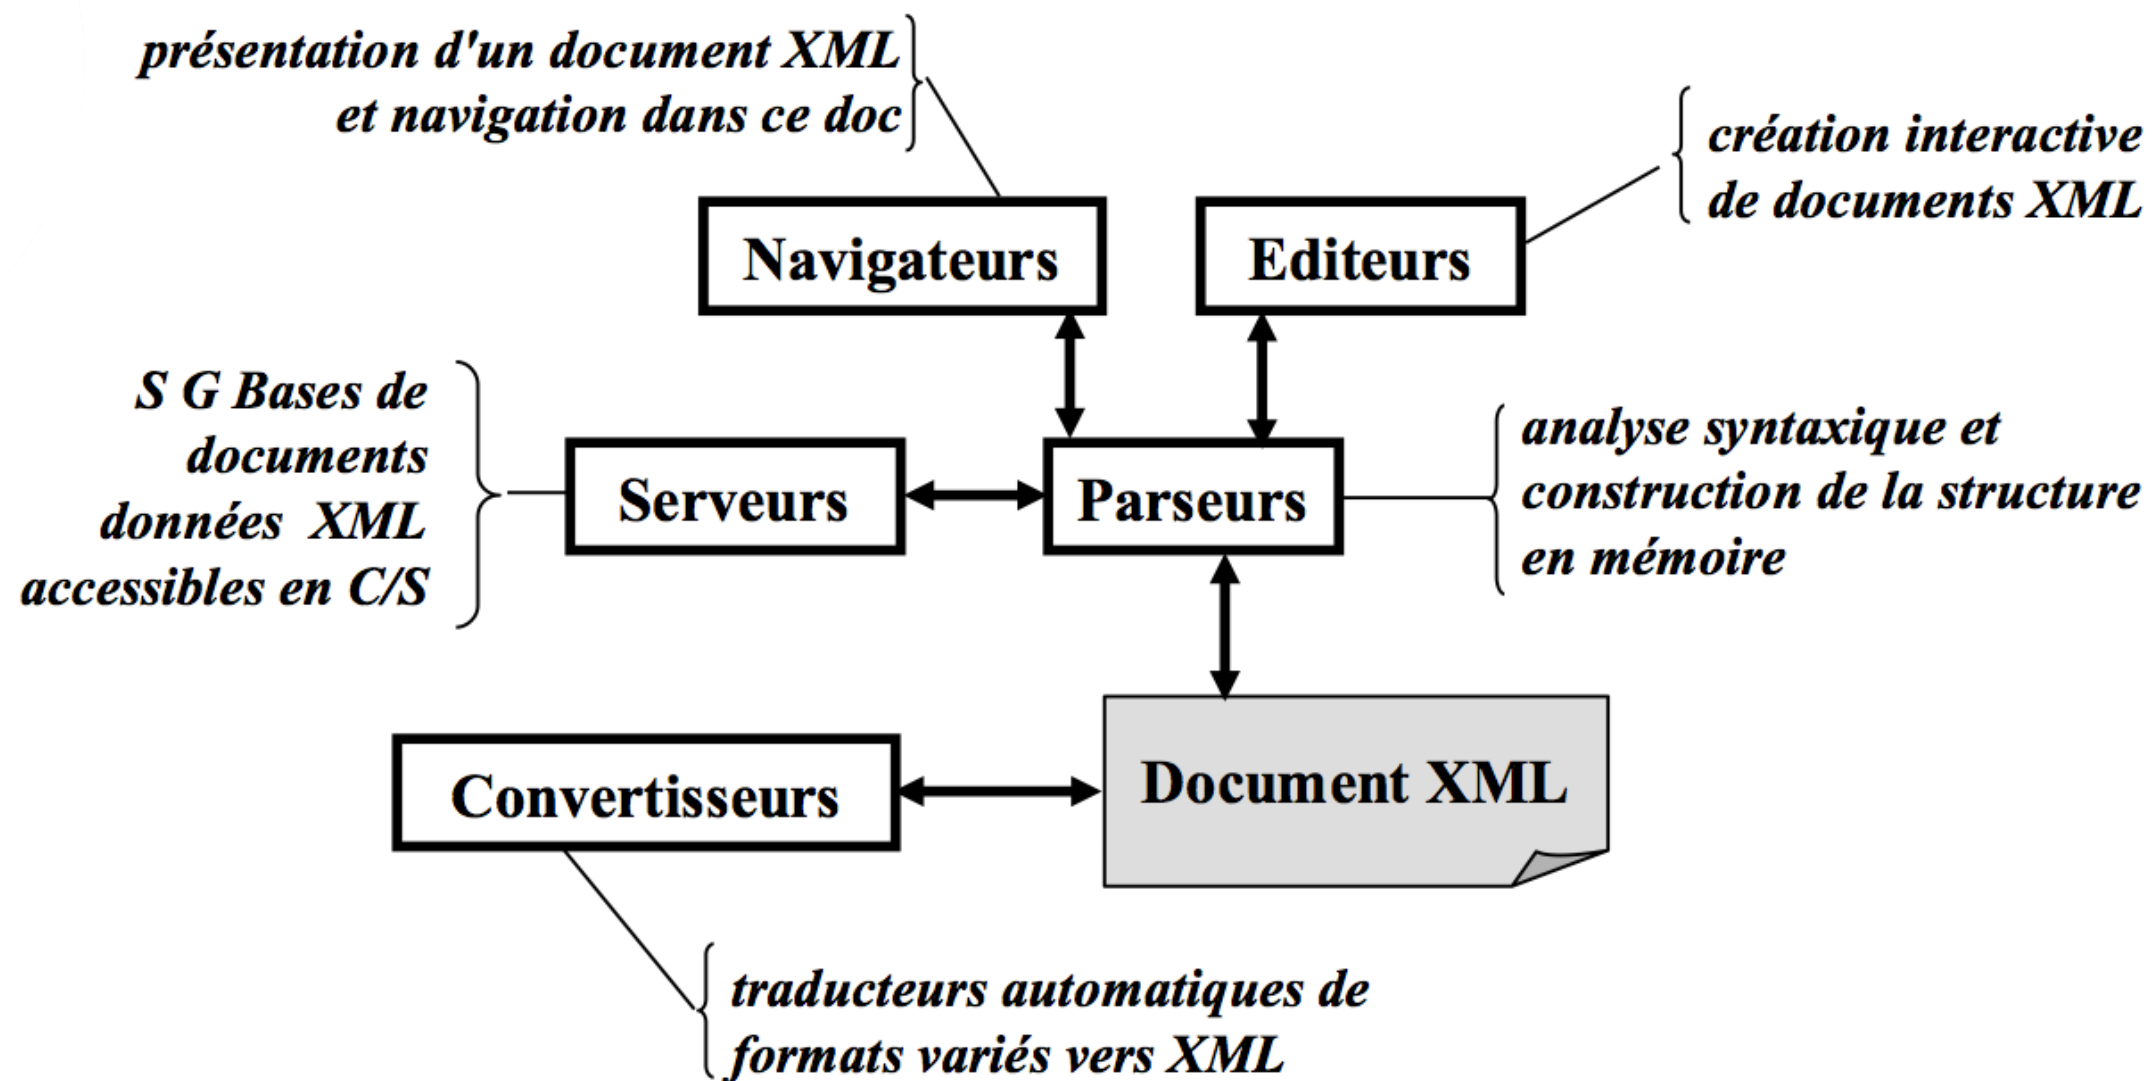 présentation d'un document XML
et navigation dans ce doc
création interactive
de documents XML
Navigateurs
Editeurs
S G Bases de
documents
données XML
accessibles en C/S
Serveurs
Parseurs
analyse syntaxique et
construction de la structure
en mémoire
Convertisseurs
Document XML
traducteurs automatiques de
formats variés vers XML